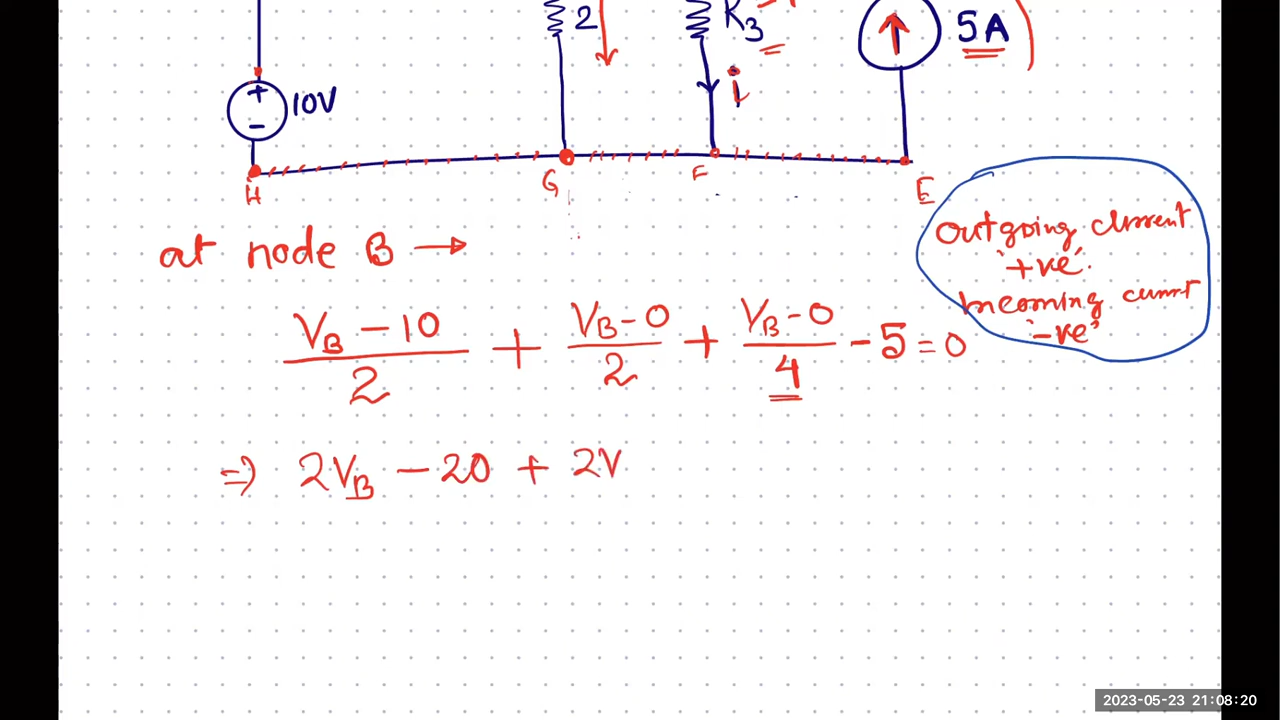 2
R3
5A
i
+
10V
−
H
G
F
E
Outgoing current
'+ve'.
Incoming currnt
'−ve'
at node B →
(VB − 10)/2 + (VB − 0)/2 + (VB − 0)/4 − 5 = 0
⇒ 2VB − 20 + 2V
2023-05-23 21:08:20